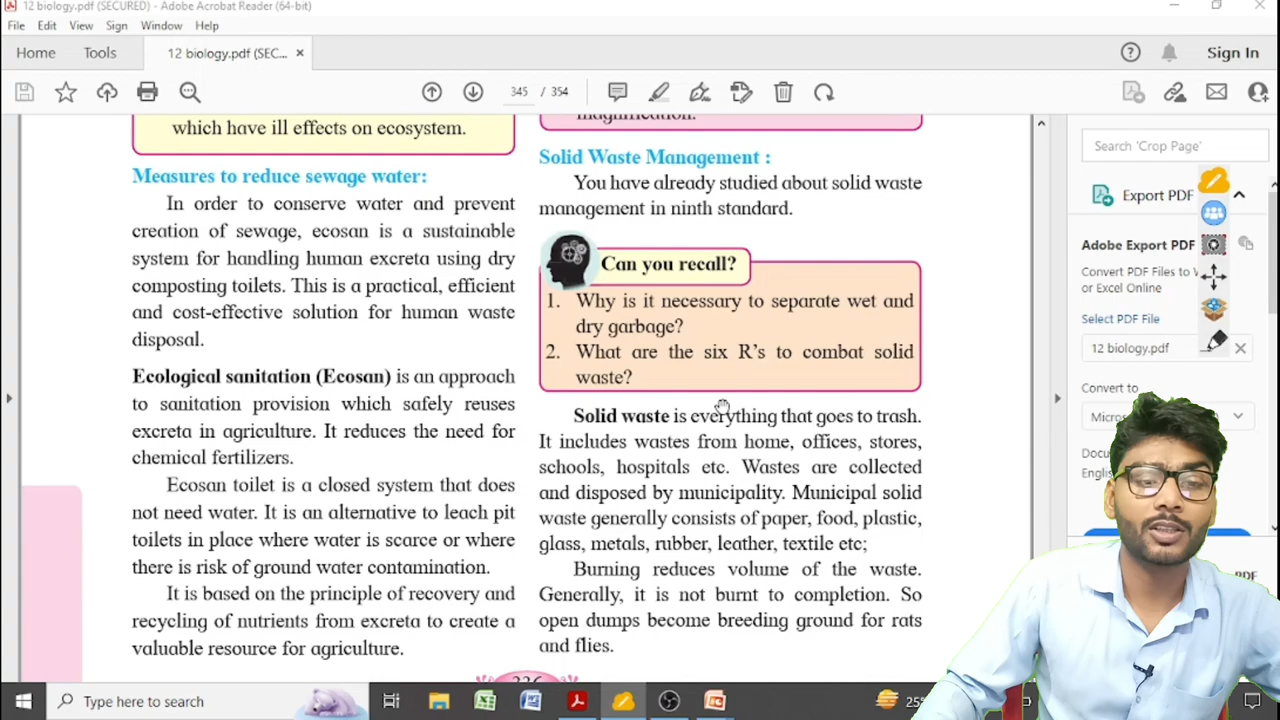 12 biology.pdf (SECURED) - Adobe Acrobat Reader (64-bit)
File Edit View Sign Window Help
Home Tools 12 biology.pdf (SEC... × Sign In
345 / 354
which have ill effects on ecosystem.
Measures to reduce sewage water:
In order to conserve water and prevent
creation of sewage, ecosan is a sustainable
system for handling human excreta using dry
composting toilets. This is a practical, efficient
and cost-effective solution for human waste
disposal.
Ecological sanitation (Ecosan) is an approach
to sanitation provision which safely reuses
excreta in agriculture. It reduces the need for
chemical fertilizers.
Ecosan toilet is a closed system that does
not need water. It is an alternative to leach pit
toilets in place where water is scarce or where
there is risk of ground water contamination.
It is based on the principle of recovery and
recycling of nutrients from excreta to create a
valuable resource for agriculture.
magnification.
Solid Waste Management :
You have already studied about solid waste
management in ninth standard.
Can you recall?
1. Why is it necessary to separate wet and
dry garbage?
2. What are the six R's to combat solid
waste?
Solid waste is everything that goes to trash.
It includes wastes from home, offices, stores,
schools, hospitals etc. Wastes are collected
and disposed by municipality. Municipal solid
waste generally consists of paper, food, plastic,
glass, metals, rubber, leather, textile etc;
Burning reduces volume of the waste.
Generally, it is not burnt to completion. So
open dumps become breeding ground for rats
and flies.
336
Search 'Crop Page'
Export PDF
Adobe Export PDF
Convert PDF Files to
or Excel Online
Select PDF File
12 biology.pdf
Convert to
Micros
Docu
Engli
PDF
Type here to search
25°